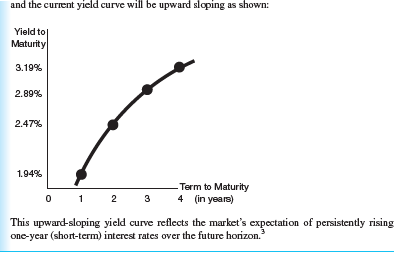 and the current yield curve will be upward sloping as shown:
Yield to
Maturity
3.19%
2.89%
2.47%
1.94%
Term to Maturity
0 1 2 3 4 (in years)
This upward-sloping yield curve reflects the market's expectation of persistently rising
one-year (short-term) interest rates over the future horizon.3